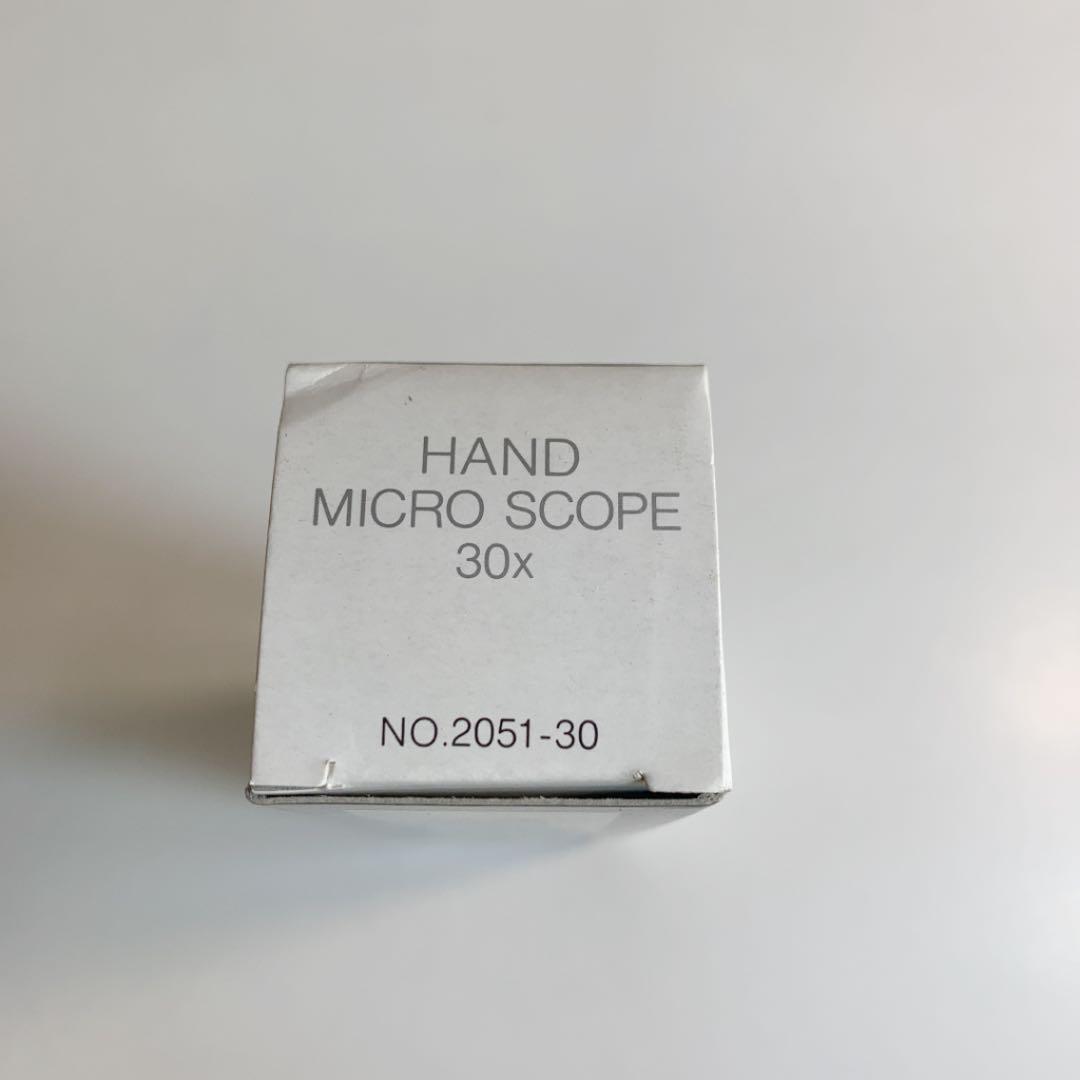 HAND
MICRO SCOPE
30x
NO.2051-30